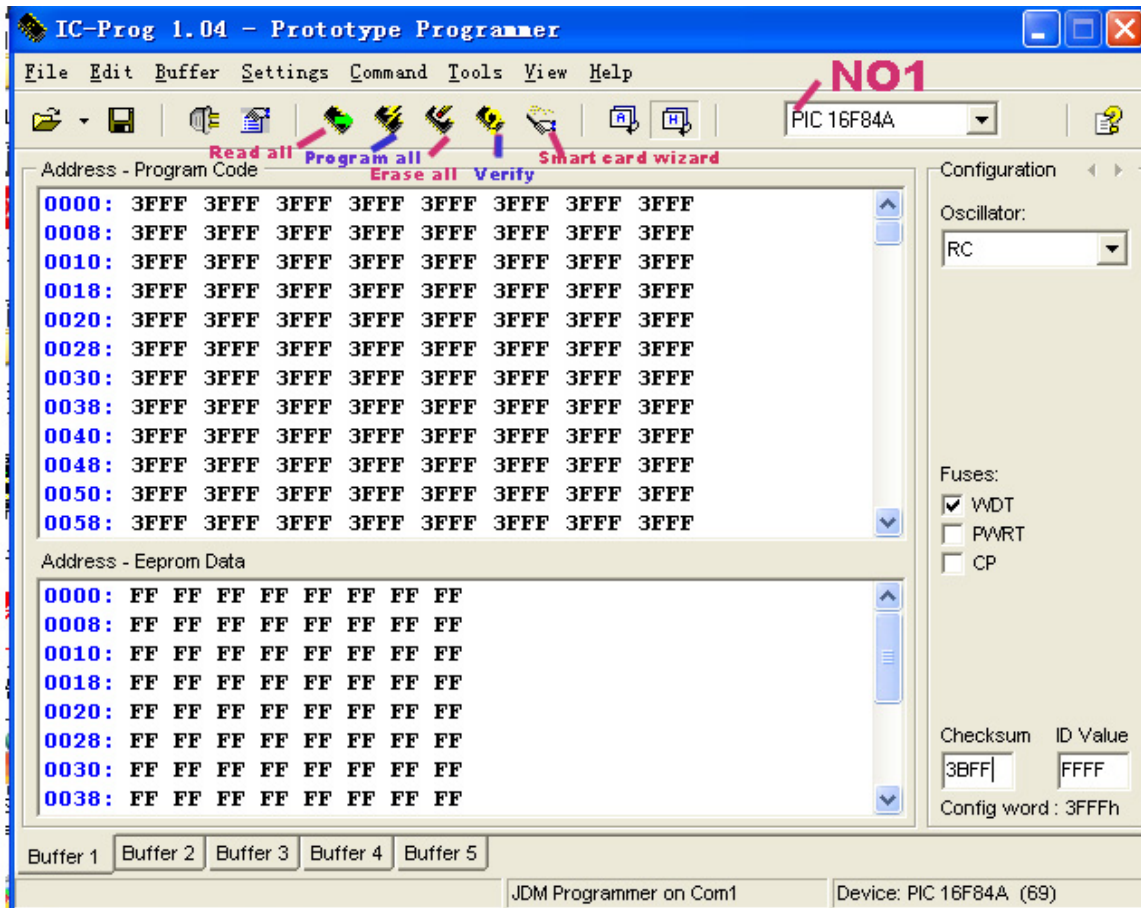 IC-Prog 1.04 - Prototype Programmer
File Edit Buffer Settings Command Tools View Help
NO1
PIC 16F84A
Read all Program all Erase all Verify Smart card wizard
Address - Program Code
0000: 3FFF 3FFF 3FFF 3FFF 3FFF 3FFF 3FFF 3FFF
0008: 3FFF 3FFF 3FFF 3FFF 3FFF 3FFF 3FFF 3FFF
0010: 3FFF 3FFF 3FFF 3FFF 3FFF 3FFF 3FFF 3FFF
0018: 3FFF 3FFF 3FFF 3FFF 3FFF 3FFF 3FFF 3FFF
0020: 3FFF 3FFF 3FFF 3FFF 3FFF 3FFF 3FFF 3FFF
0028: 3FFF 3FFF 3FFF 3FFF 3FFF 3FFF 3FFF 3FFF
0030: 3FFF 3FFF 3FFF 3FFF 3FFF 3FFF 3FFF 3FFF
0038: 3FFF 3FFF 3FFF 3FFF 3FFF 3FFF 3FFF 3FFF
0040: 3FFF 3FFF 3FFF 3FFF 3FFF 3FFF 3FFF 3FFF
0048: 3FFF 3FFF 3FFF 3FFF 3FFF 3FFF 3FFF 3FFF
0050: 3FFF 3FFF 3FFF 3FFF 3FFF 3FFF 3FFF 3FFF
0058: 3FFF 3FFF 3FFF 3FFF 3FFF 3FFF 3FFF 3FFF
Address - Eeprom Data
0000: FF FF FF FF FF FF FF FF
0008: FF FF FF FF FF FF FF FF
0010: FF FF FF FF FF FF FF FF
0018: FF FF FF FF FF FF FF FF
0020: FF FF FF FF FF FF FF FF
0028: FF FF FF FF FF FF FF FF
0030: FF FF FF FF FF FF FF FF
0038: FF FF FF FF FF FF FF FF
Configuration
Oscillator:
RC
Fuses:
WDT
PWRT
CP
Checksum ID Value
3BFF FFFF
Config word : 3FFFh
Buffer 1 Buffer 2 Buffer 3 Buffer 4 Buffer 5
JDM Programmer on Com1 Device: PIC 16F84A (69)